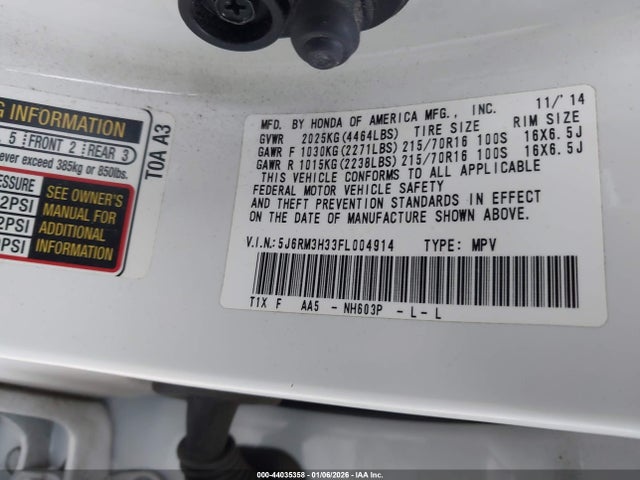 G INFORMATION
. 5 FRONT 2 REAR 3
ever exceed 385kg or 850lbs.
ESSURE
2PSI
2PSI
PSI
SEE OWNER'S
MANUAL FOR
ADDITIONAL
INFORMATION
T0A A3
MFD. BY HONDA OF AMERICA MFG., INC. 11/'14
GVWR 2025KG(4464LBS) TIRE SIZE RIM SIZE
GAWR F 1030KG(2271LBS) 215/70R16 100S 16X6.5J
GAWR R 1015KG(2238LBS) 215/70R16 100S 16X6.5J
THIS VEHICLE CONFORMS TO ALL APPLICABLE
FEDERAL MOTOR VEHICLE SAFETY
AND THEFT PREVENTION STANDARDS IN EFFECT
ON THE DATE OF MANUFACTURE SHOWN ABOVE.
V.I.N.:5J6RM3H33FL004914 TYPE: MPV
T1X F AA5 - NH603P - L - L
000-44035358 - 01/06/2026 - IAA Inc.